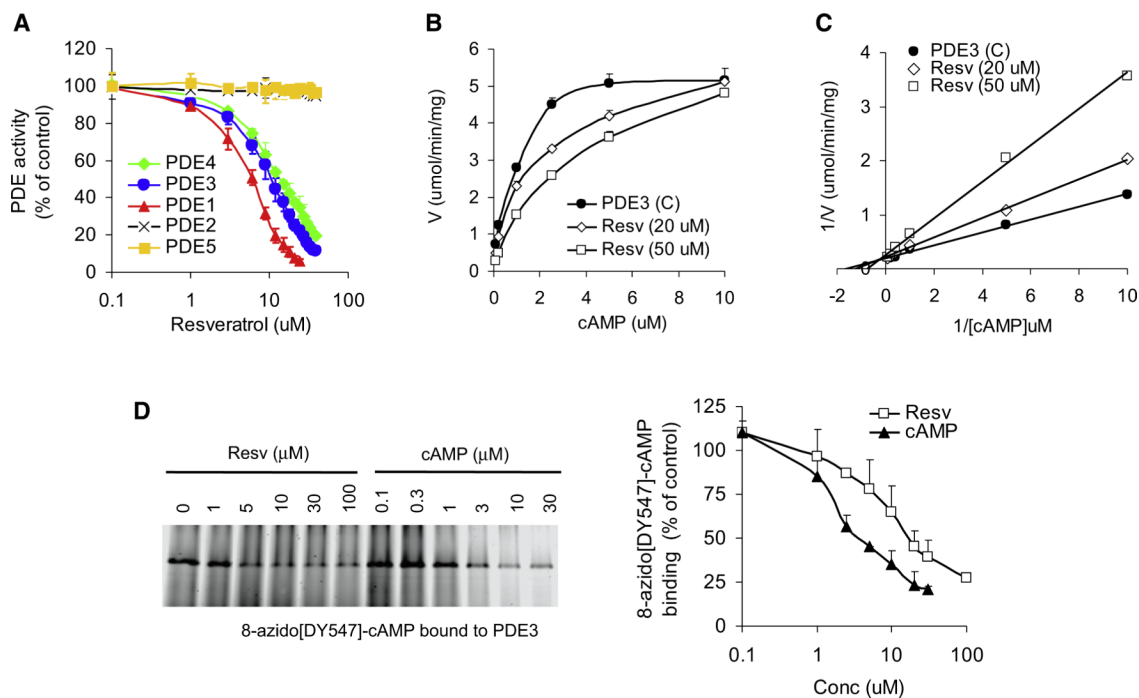 A
PDE activity
(% of control)
120
100
80
60
40
20
0
PDE4
PDE3
PDE1
PDE2
PDE5
0.1
1
10
100
Resveratrol (uM)
B
V (umol/min/mg)
6
5
4
3
2
1
0
PDE3 (C)
Resv (20 uM)
Resv (50 uM)
0
2
4
6
8
10
cAMP (uM)
C
1/V (umol/min/mg)
4
3
2
1
PDE3 (C)
Resv (20 uM)
Resv (50 uM)
-2
0
2
4
6
8
10
1/[cAMP]uM
D
Resv (μM)
cAMP (μM)
0
1
5
10
30
100
0.1
0.3
1
3
10
30
8-azido[DY547]-cAMP bound to PDE3
8-azido[DY547]-cAMP
binding (% of control)
125
100
75
50
25
0
Resv
cAMP
0.1
1
10
100
Conc (uM)